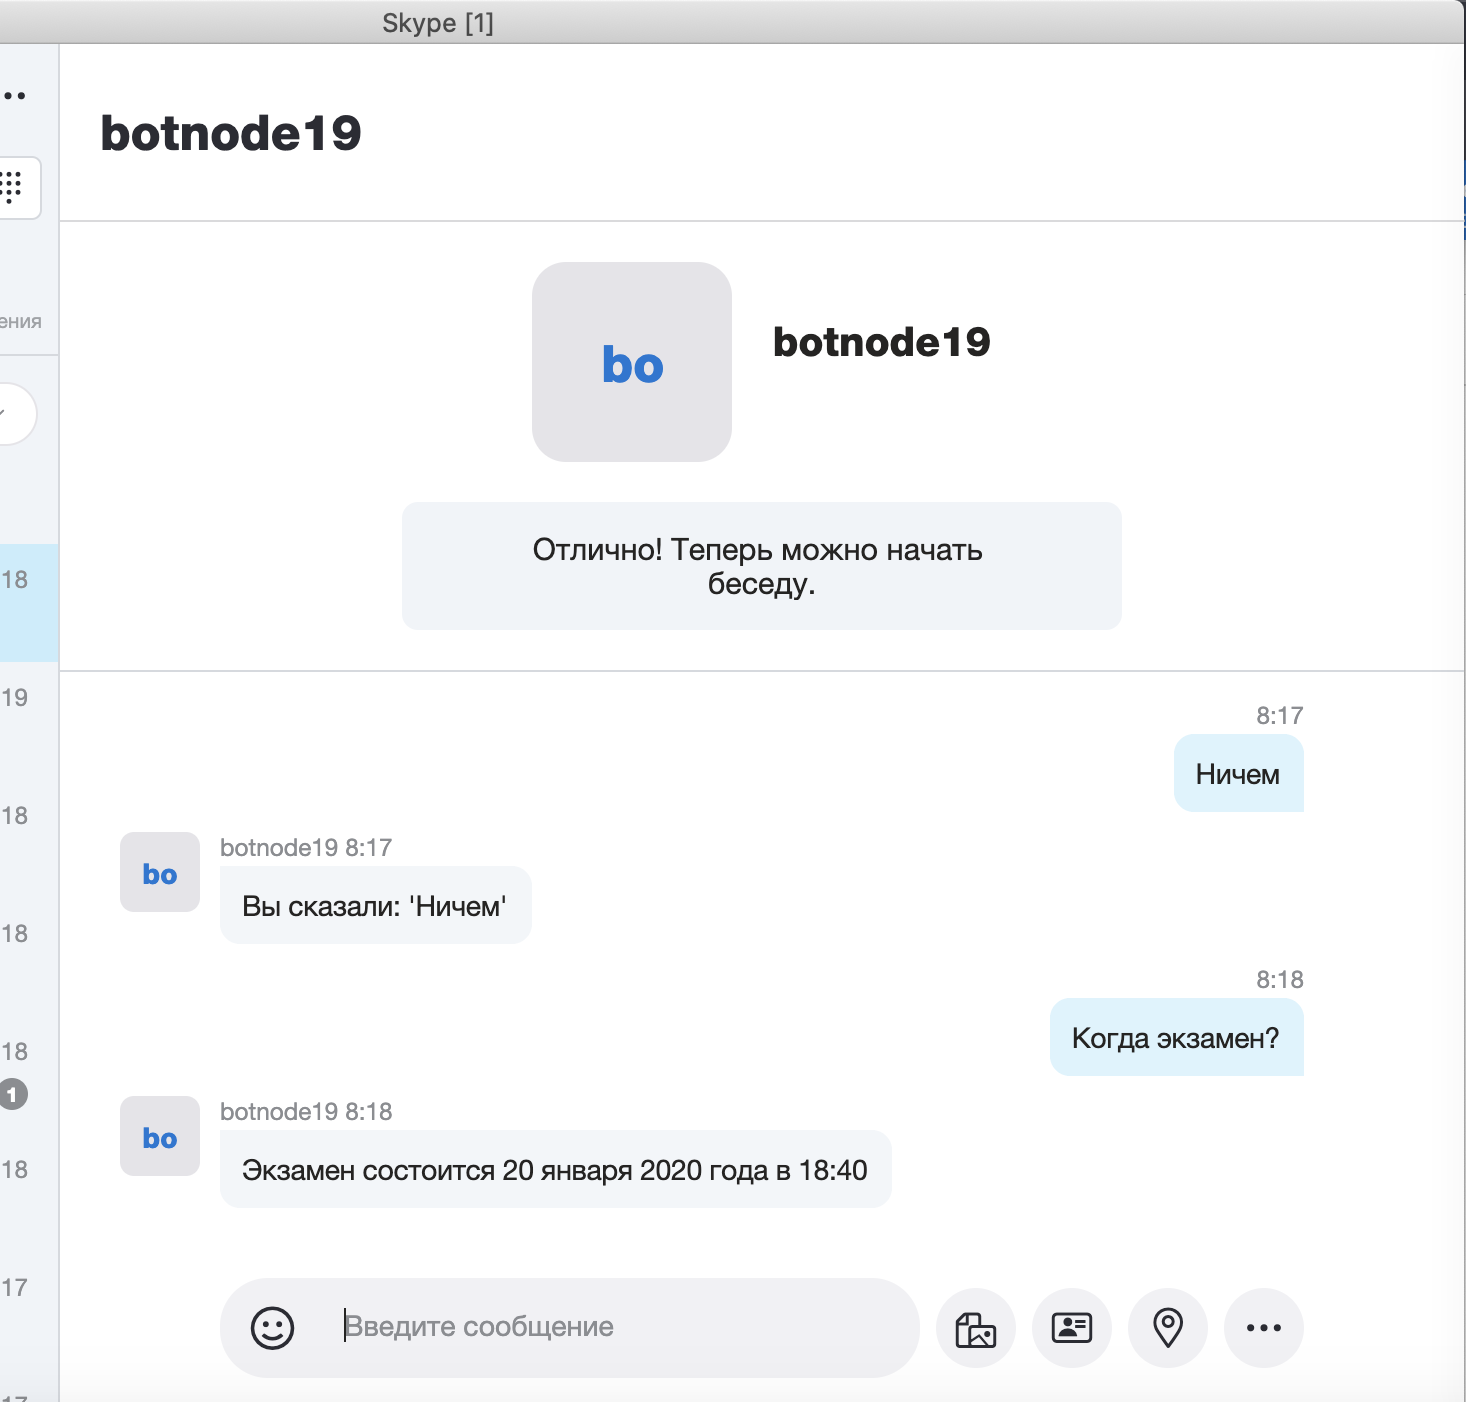 Skype [1]
botnode19
ения
bo
botnode19
Отлично! Теперь можно начать
беседу.
18
19
18
18
18
1
18
17
8:17
Ничем
bo
botnode19 8:17
Вы сказали: 'Ничем'
8:18
Когда экзамен?
bo
botnode19 8:18
Экзамен состоится 20 января 2020 года в 18:40
Введите сообщение